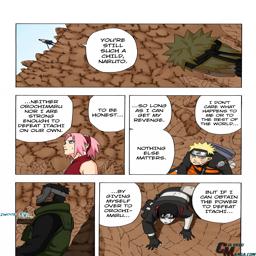 YOU'RE
STILL
SUCH
A CHILD,
NARUTO.
I DON'T
CARE WHAT
HAPPENS
TO ME OR TO
THE REST
OF THE
WORLD...
...SO LONG
AS I CAN
GET MY
REVENGE.
NOTHING
ELSE
MATTERS.
TO BE
HONEST...
...NEITHER
OROCHIMARU
NOR I ARE
STRONG
ENOUGH TO
DEFEAT ITACHI
ON OUR OWN.
BUT IF I
CAN OBTAIN
THE POWER
TO DEFEAT
ITACHI...
...BY
GIVING
MYSELF
OVER TO
OROCHI-
MARU...